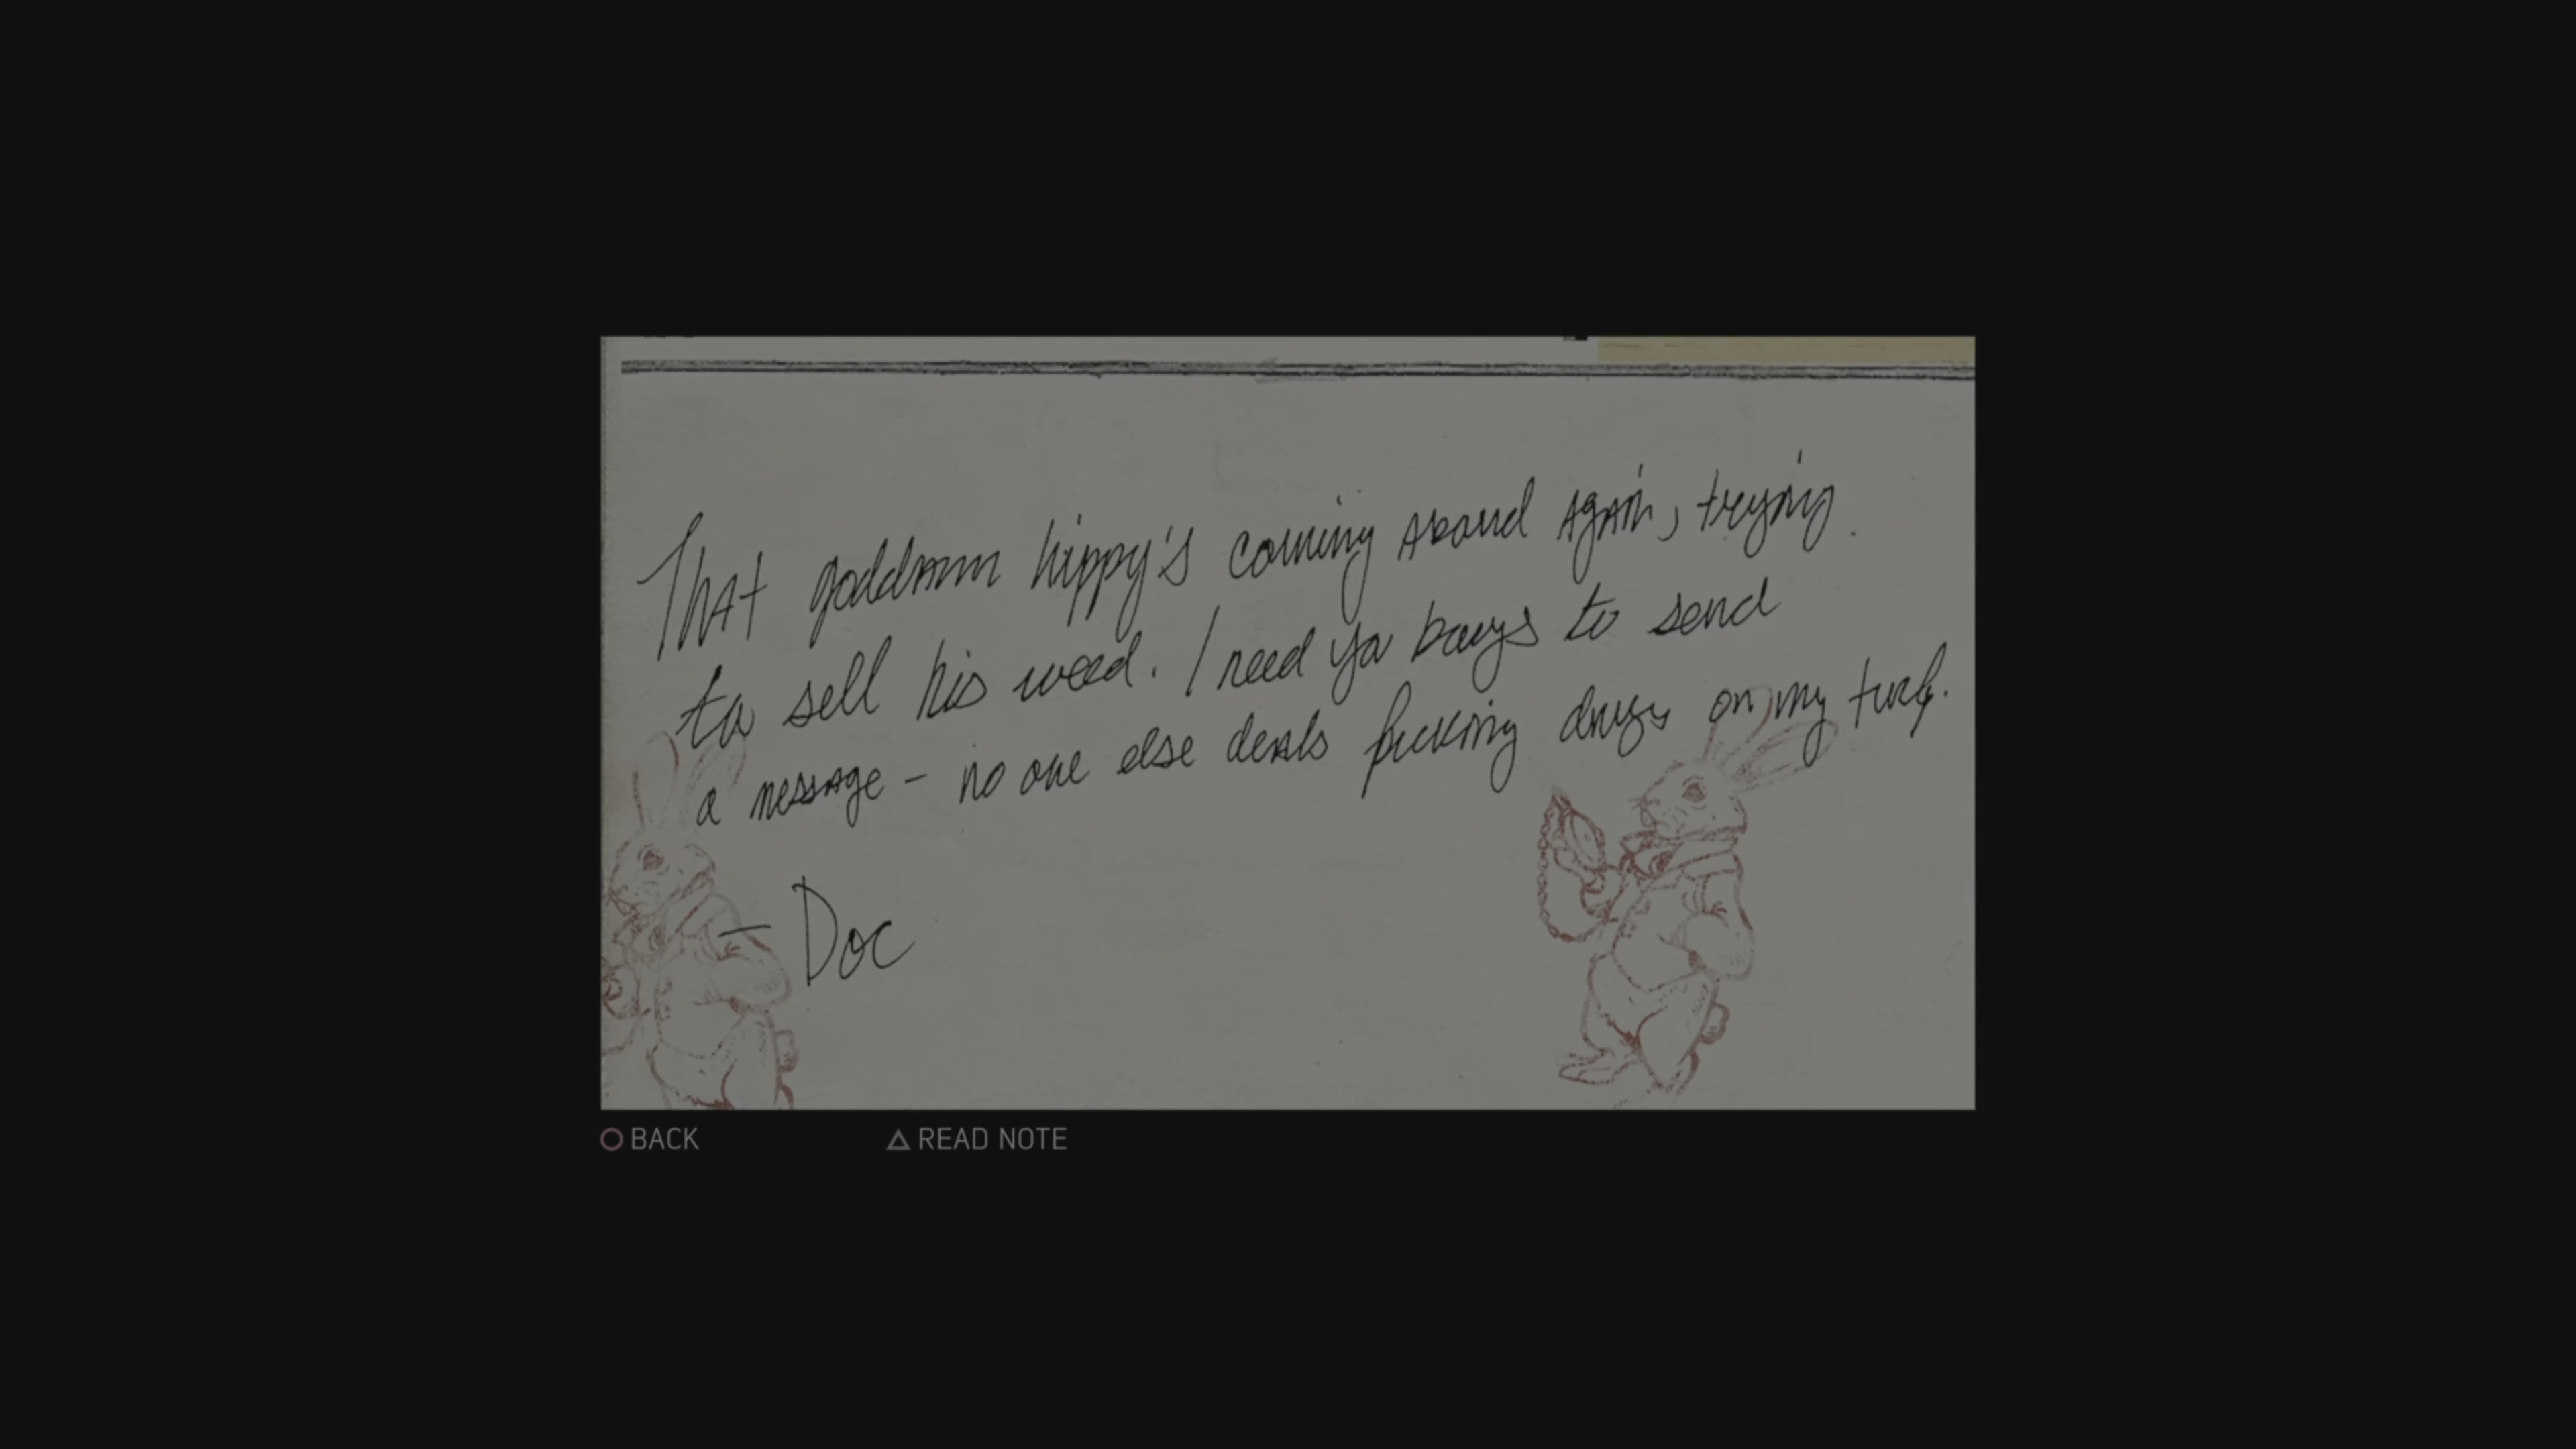 That goddamn hippy's coming around again, trying
to sell his weed. I need ya boys to send
a message - no one else deals fucking drugs on my turf.
- Doc
BACK
READ NOTE